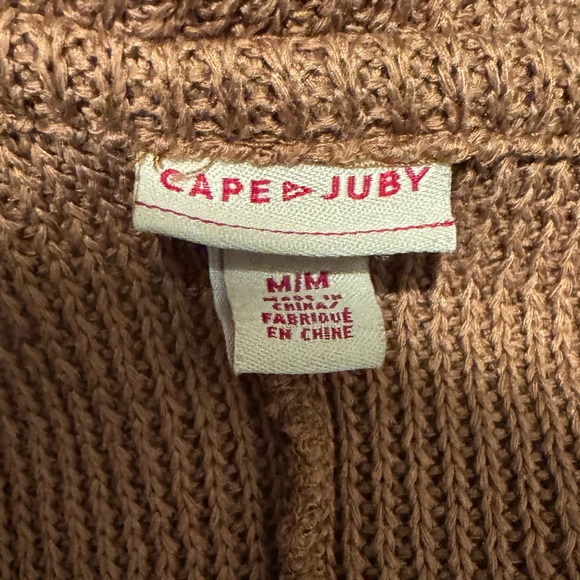 CAPE JUBY
M/M
MADE IN
CHINA/
FABRIQUÉ
EN CHINE